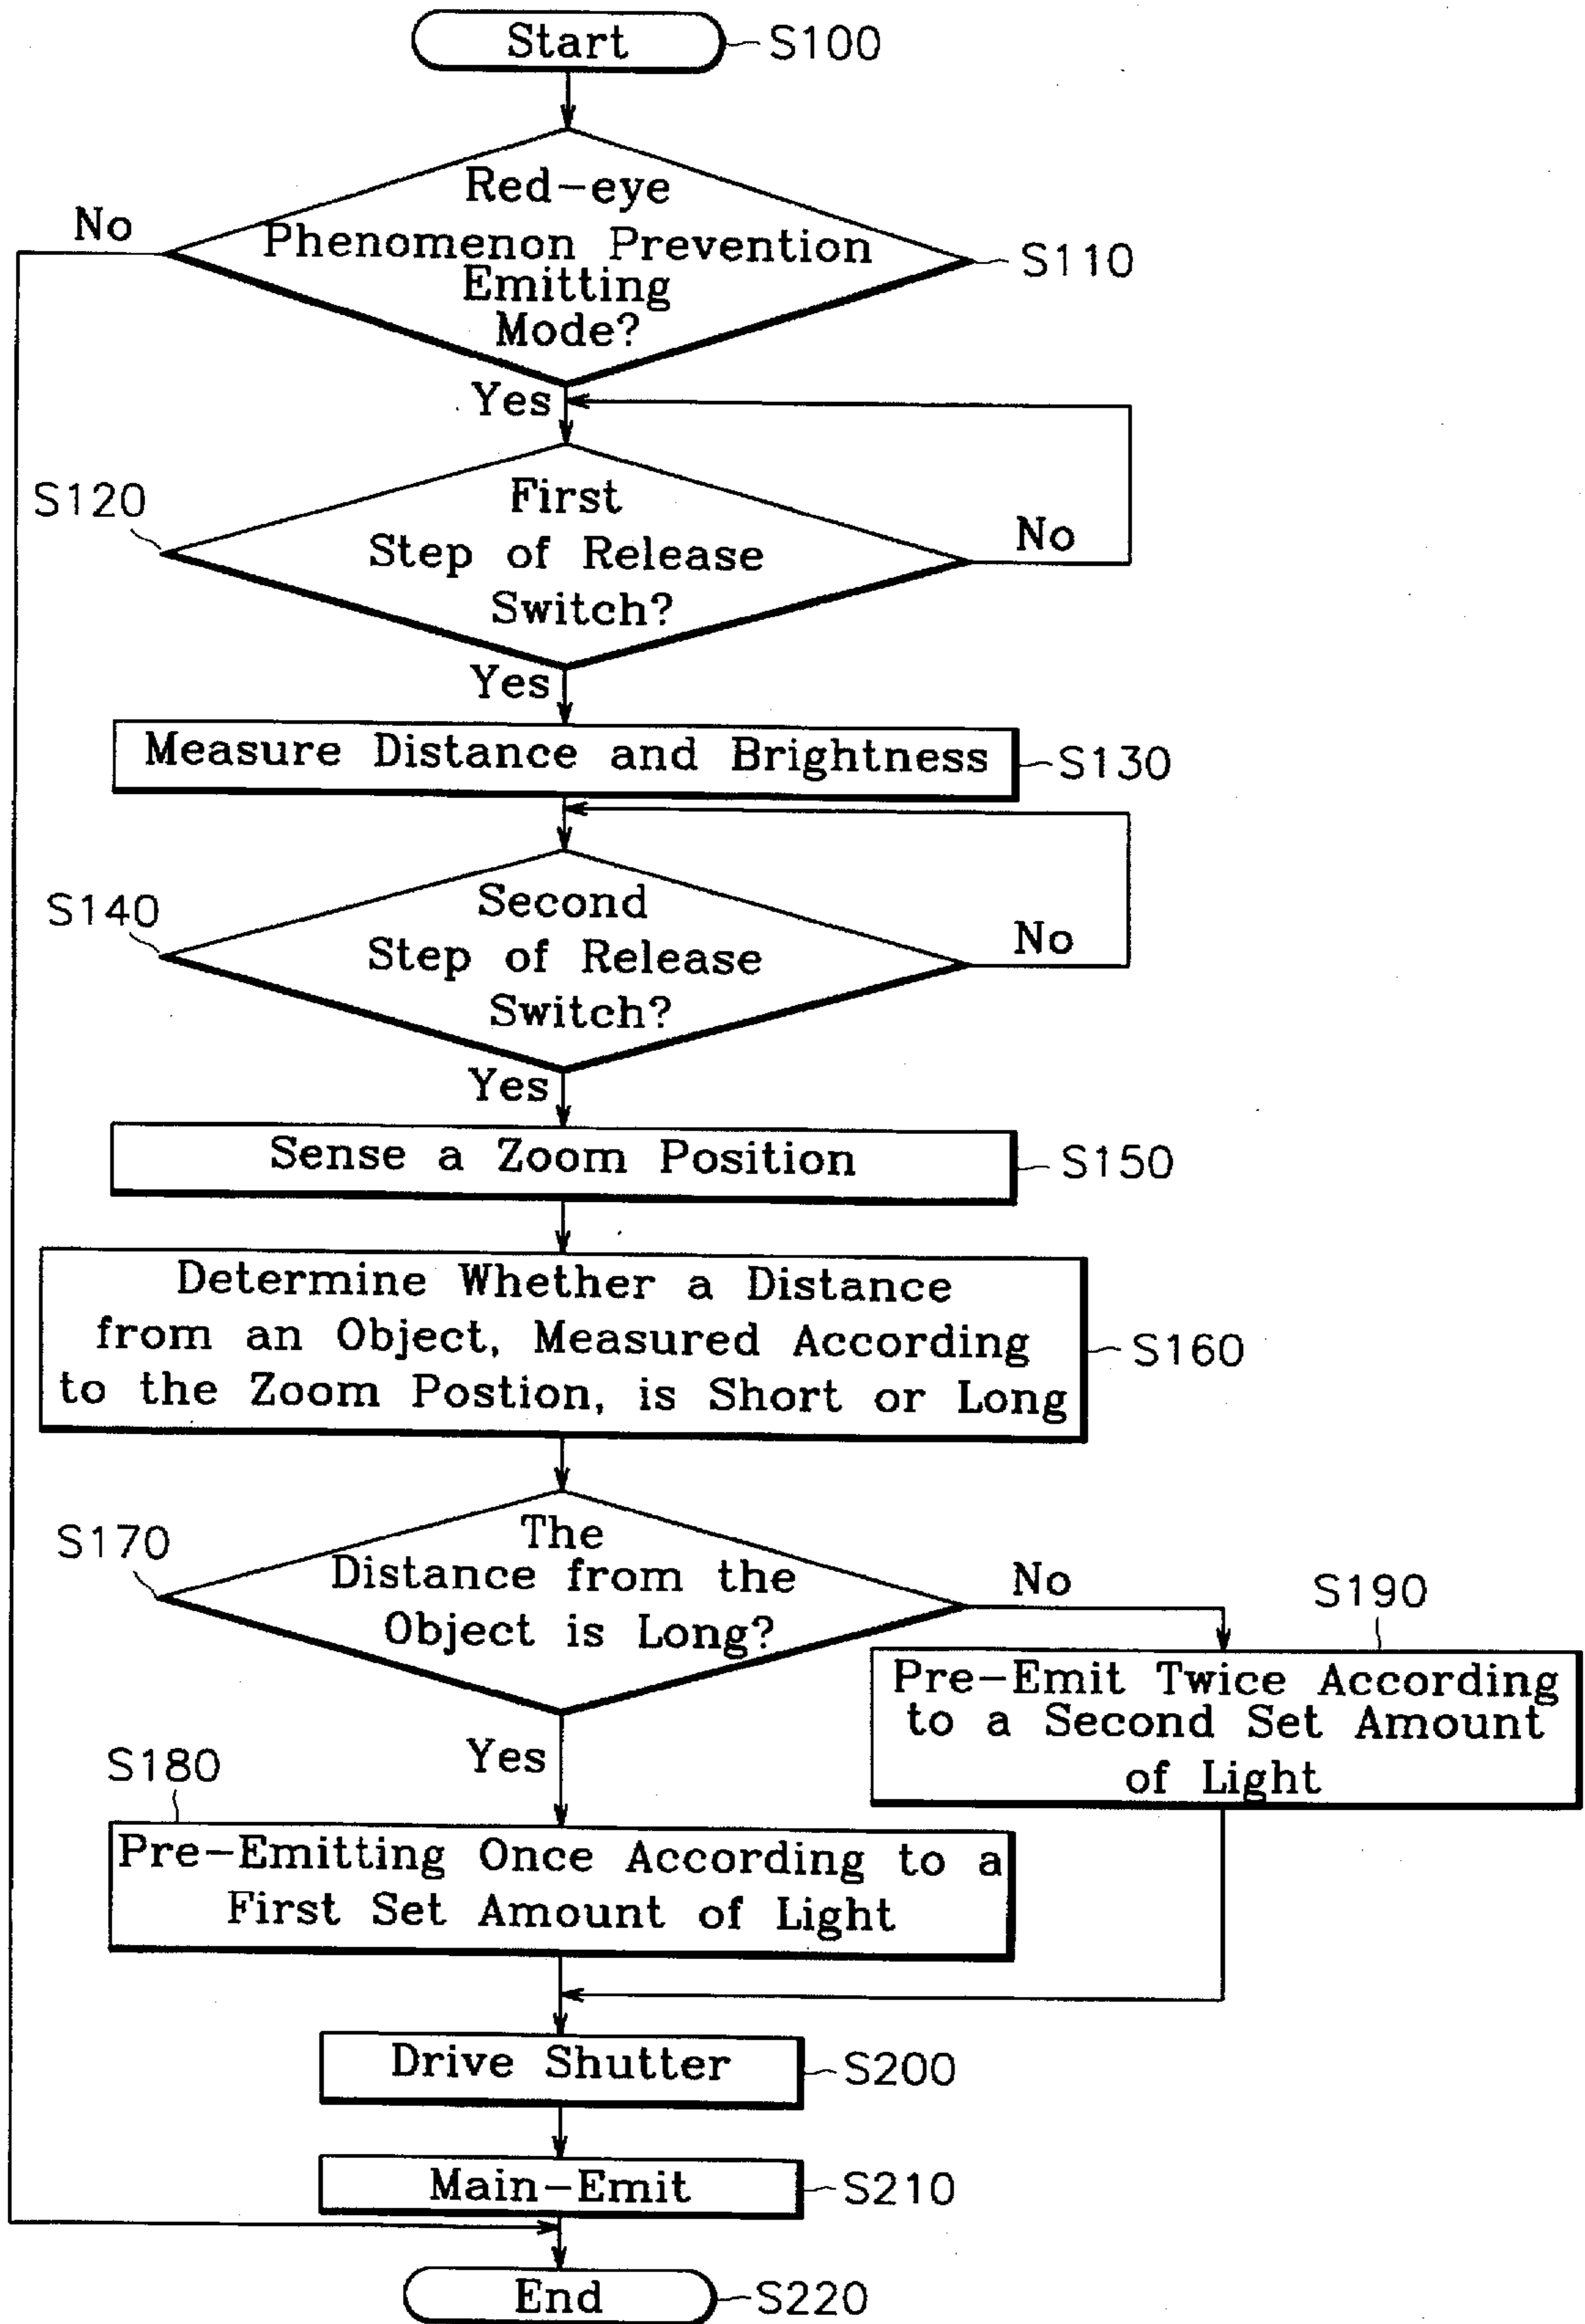 Start
S100
Red-eye
Phenomenon Prevention
Emitting
Mode?
S110
No
Yes
S120
First
Step of Release
Switch?
No
Yes
Measure Distance and Brightness
S130
S140
Second
Step of Release
Switch?
No
Yes
Sense a Zoom Position
S150
Determine Whether a Distance
from an Object, Measured According
to the Zoom Postion, is Short or Long
S160
S170
The
Distance from the
Object is Long?
No
S190
Pre-Emit Twice According
to a Second Set Amount
of Light
Yes
S180
Pre-Emitting Once According to a
First Set Amount of Light
Drive Shutter
S200
Main-Emit
S210
End
S220